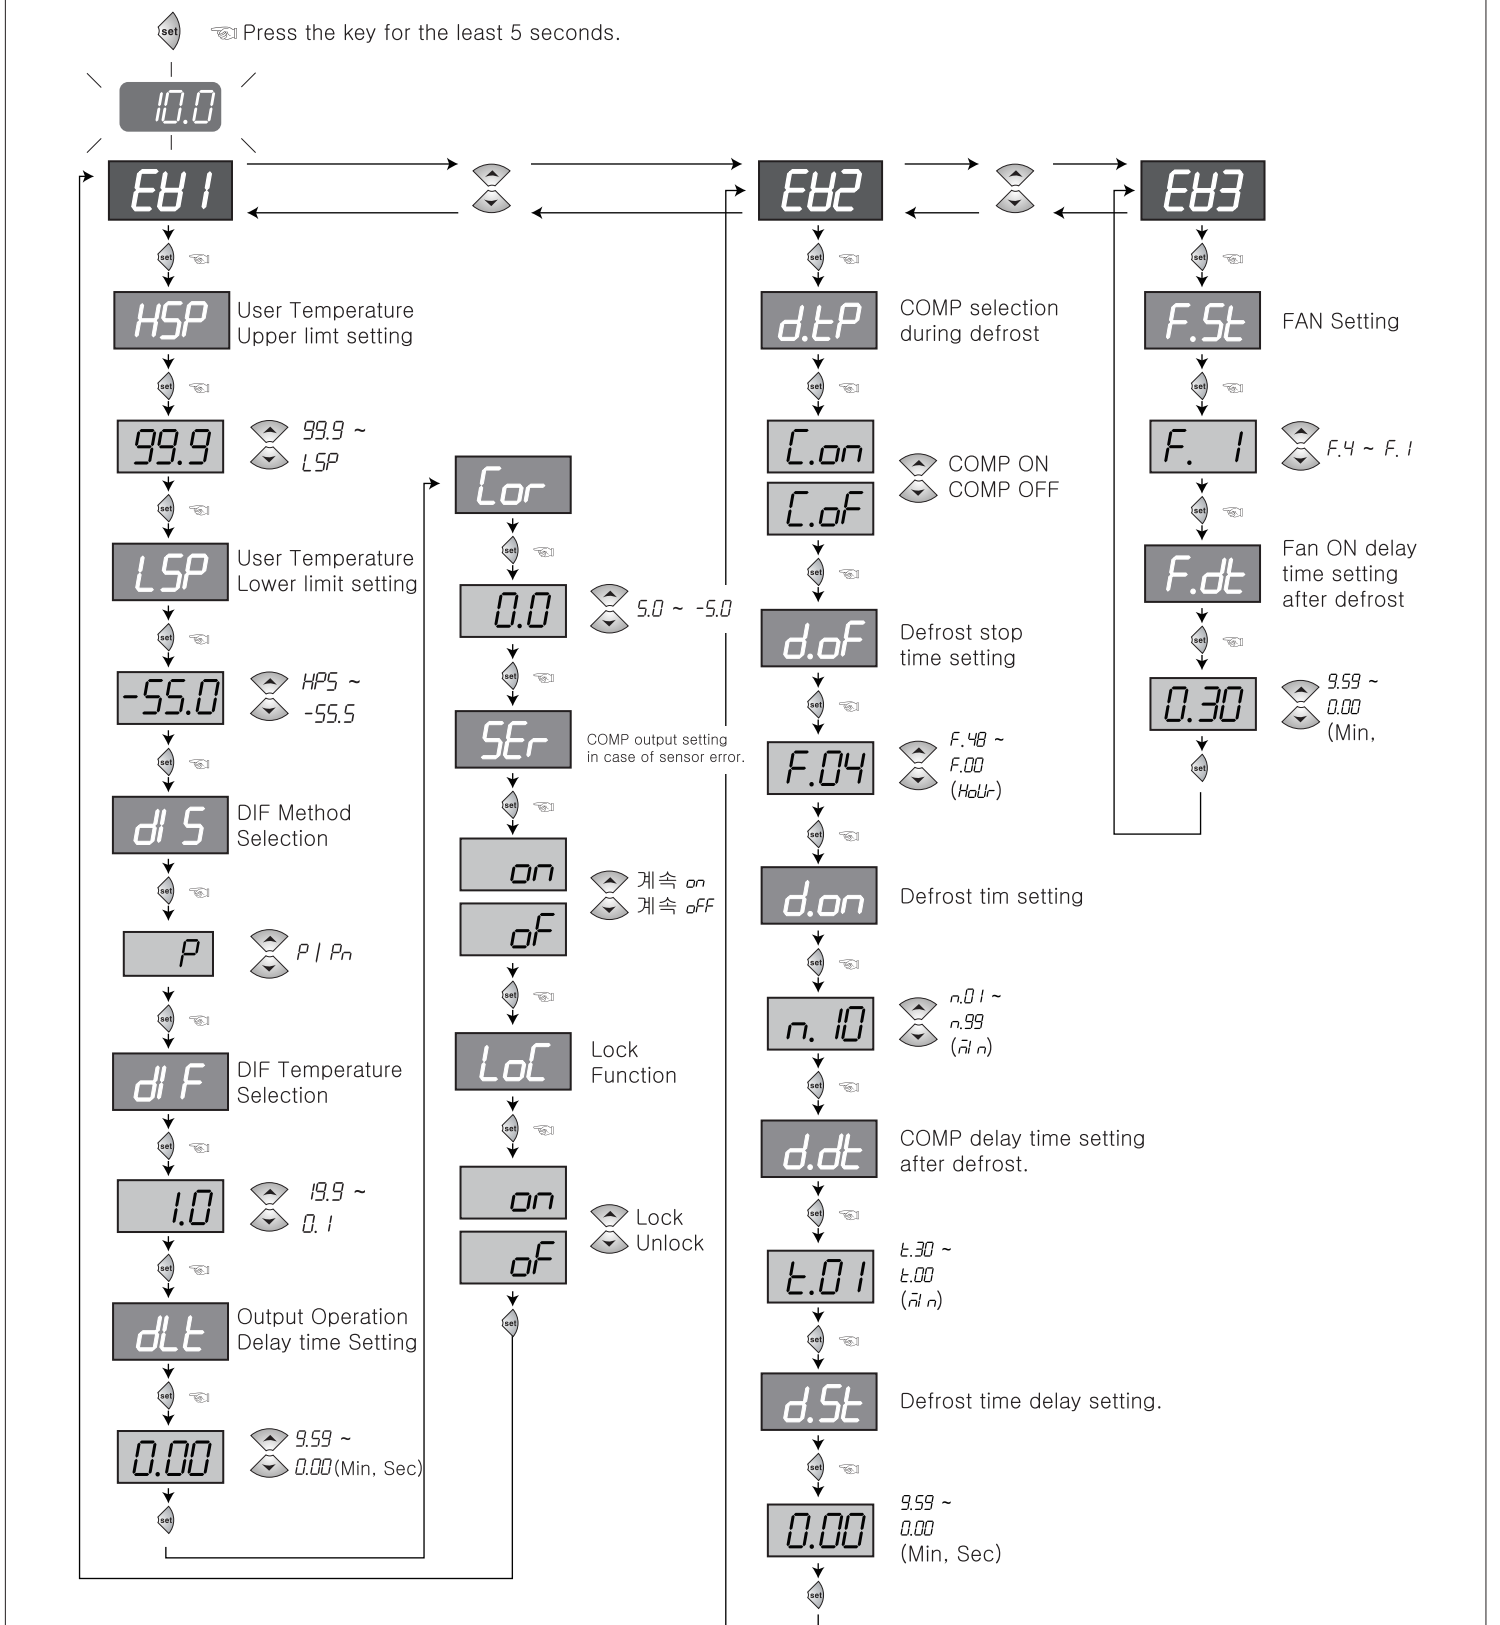 set
Press the key for the least 5 seconds.
10.0
EH1
set
HSP
User Temperature
Upper limt setting
set
99.9
99.9 ~
LSP
set
LSP
User Temperature
Lower limit setting
set
-55.0
HPS ~
-55.5
set
dI S
DIF Method
Selection
set
P
P / Pn
set
dI F
DIF Temperature
Selection
set
1.0
19.9 ~
0.1
set
dLt
Output Operation
Delay time Setting
set
0.00
9.59 ~
0.00 (Min, Sec)
set
Cor
set
0.0
5.0 ~ -5.0
set
SEr
COMP output setting
in case of sensor error.
set
on
oF
계속 on
계속 oFF
set
LoC
Lock
Function
set
on
oF
Lock
Unlock
set
EH2
set
d.tP
COMP selection
during defrost
set
C.on
C.oF
COMP ON
COMP OFF
set
d.oF
Defrost stop
time setting
set
F.04
F.48 ~
F.00
(HoUr)
set
d.on
Defrost tim setting
set
n. 10
n.01 ~
n.99
(mIn)
set
d.dt
COMP delay time setting
after defrost.
set
t.01
t.30 ~
t.00
(mIn)
set
d.St
Defrost time delay setting.
set
0.00
9.59 ~
0.00
(Min, Sec)
set
EH3
set
F.St
FAN Setting
set
F. 1
F.4 ~ F. 1
set
F.dt
Fan ON delay
time setting
after defrost
set
0.30
9.59 ~
0.00
(Min,
set